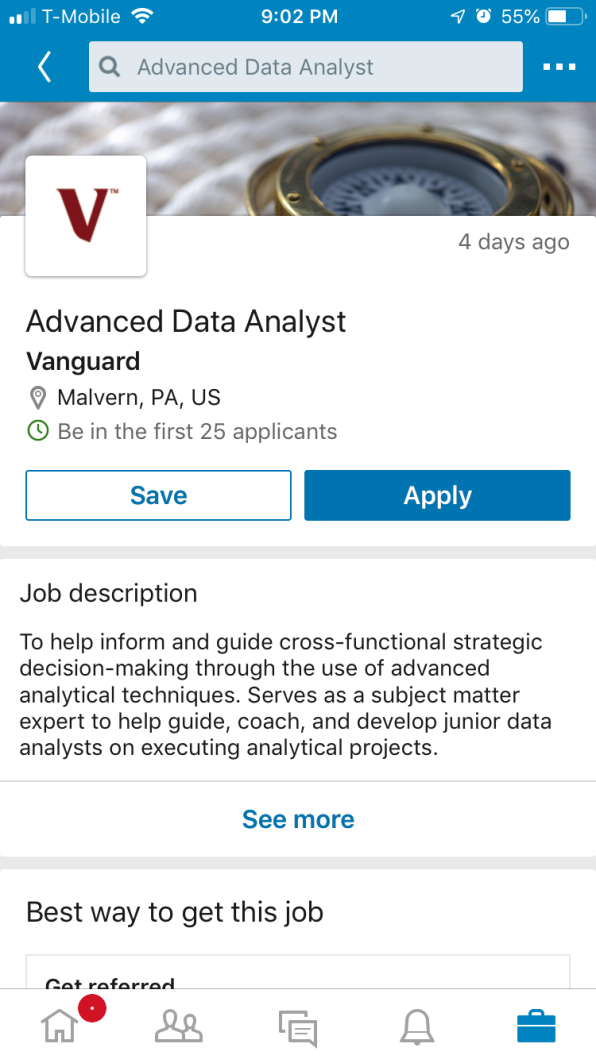 T-Mobile 9:02 PM 55%
Advanced Data Analyst
V™
4 days ago
Advanced Data Analyst
Vanguard
Malvern, PA, US
Be in the first 25 applicants
Save Apply
Job description
To help inform and guide cross-functional strategic
decision-making through the use of advanced
analytical techniques. Serves as a subject matter
expert to help guide, coach, and develop junior data
analysts on executing analytical projects.
See more
Best way to get this job
Get referred